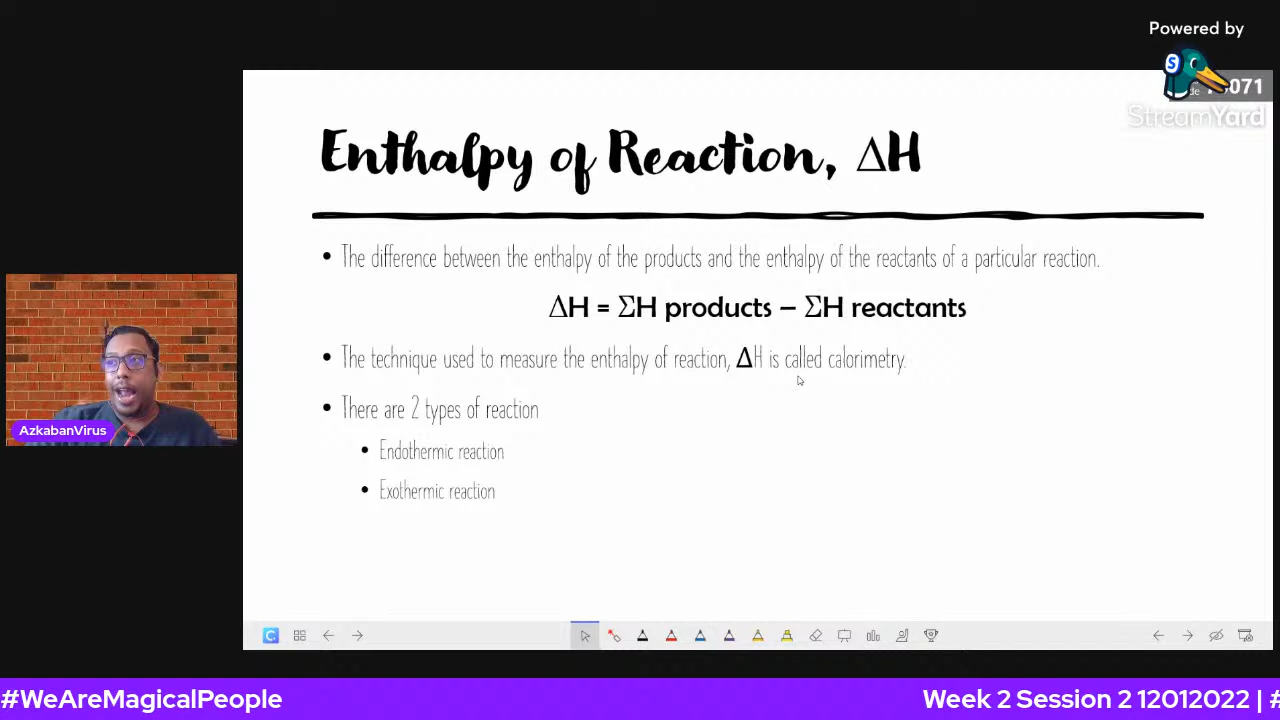 Powered by
071
StreamYard
Enthalpy of Reaction, ΔH
• The difference between the enthalpy of the products and the enthalpy of the reactants of a particular reaction.
ΔH = ΣH products – ΣH reactants
• The technique used to measure the enthalpy of reaction, ΔH is called calorimetry.
• There are 2 types of reaction
• Endothermic reaction
• Exothermic reaction
AzkabanVirus
#WeAreMagicalPeople
Week 2 Session 2 12012022 | #